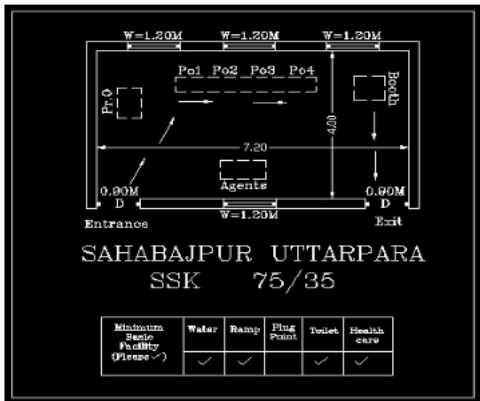 W=1.20M W=1.20M W=1.20M
Po1 Po2 Po3 Po4
Pr.O
Booth
4.00
7.20
Agents
0.90M
D
0.90M
D
W=1.20M
Entrance
Exit
SAHABAJPUR UTTARPARA
SSK 75/35
Minimum
Basic
Facility
(Please ✓)
Water
Ramp
Plug
Point
Toilet
Health
care
✓ ✓ ✓ ✓